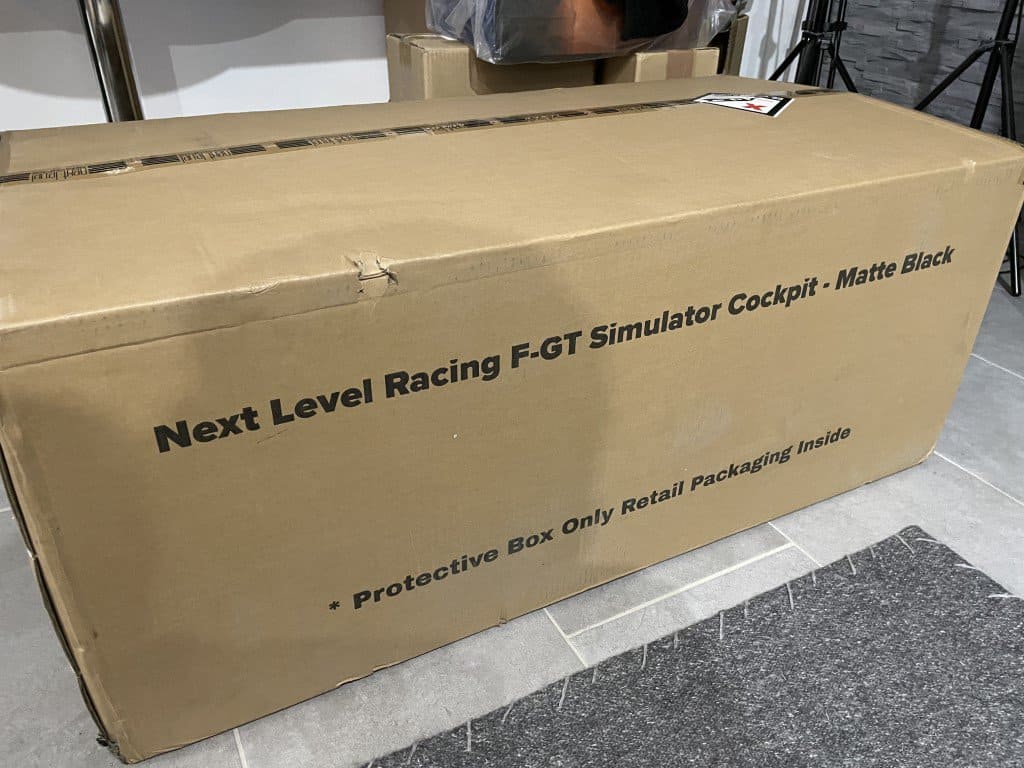 Next Level Racing F-GT Simulator Cockpit - Matte Black
* Protective Box Only Retail Packaging Inside